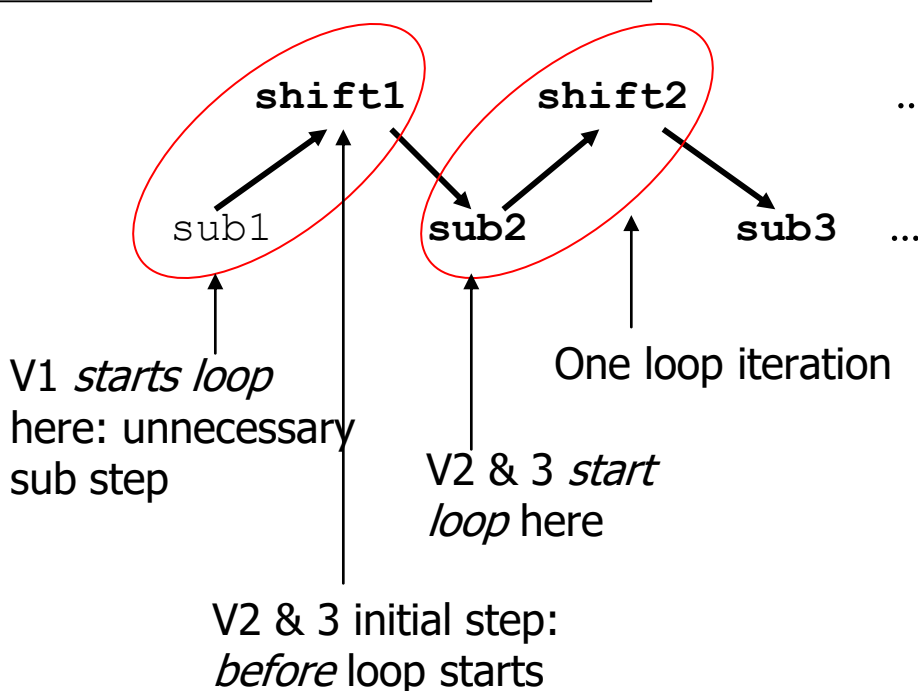 shift1 shift2 ..
sub1 sub2 sub3 ...
V1 starts loop
here: unnecessary
sub step
One loop iteration
V2 & 3 start
loop here
V2 & 3 initial step:
before loop starts